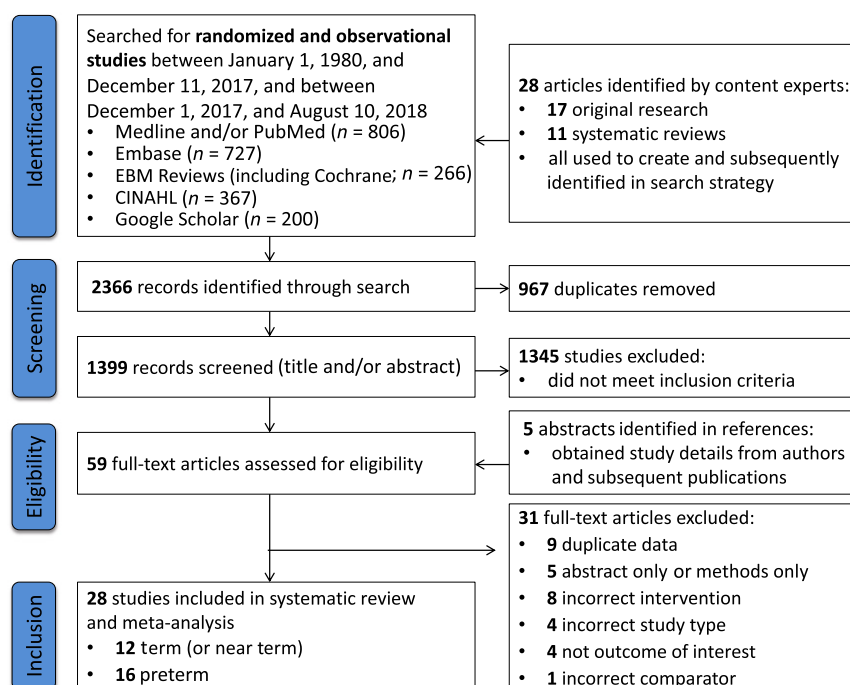 Identification
Searched for randomized and observational
studies between January 1, 1980, and
December 11, 2017, and between
December 1, 2017, and August 10, 2018
• Medline and/or PubMed (n = 806)
• Embase (n = 727)
• EBM Reviews (including Cochrane; n = 266)
• CINAHL (n = 367)
• Google Scholar (n = 200)
28 articles identified by content experts:
• 17 original research
• 11 systematic reviews
• all used to create and subsequently
identified in search strategy
Screening
2366 records identified through search
967 duplicates removed
1399 records screened (title and/or abstract)
1345 studies excluded:
• did not meet inclusion criteria
Eligibility
59 full-text articles assessed for eligibility
5 abstracts identified in references:
• obtained study details from authors
and subsequent publications
31 full-text articles excluded:
• 9 duplicate data
• 5 abstract only or methods only
• 8 incorrect intervention
• 4 incorrect study type
• 4 not outcome of interest
• 1 incorrect comparator
Inclusion
28 studies included in systematic review
and meta-analysis
• 12 term (or near term)
• 16 preterm